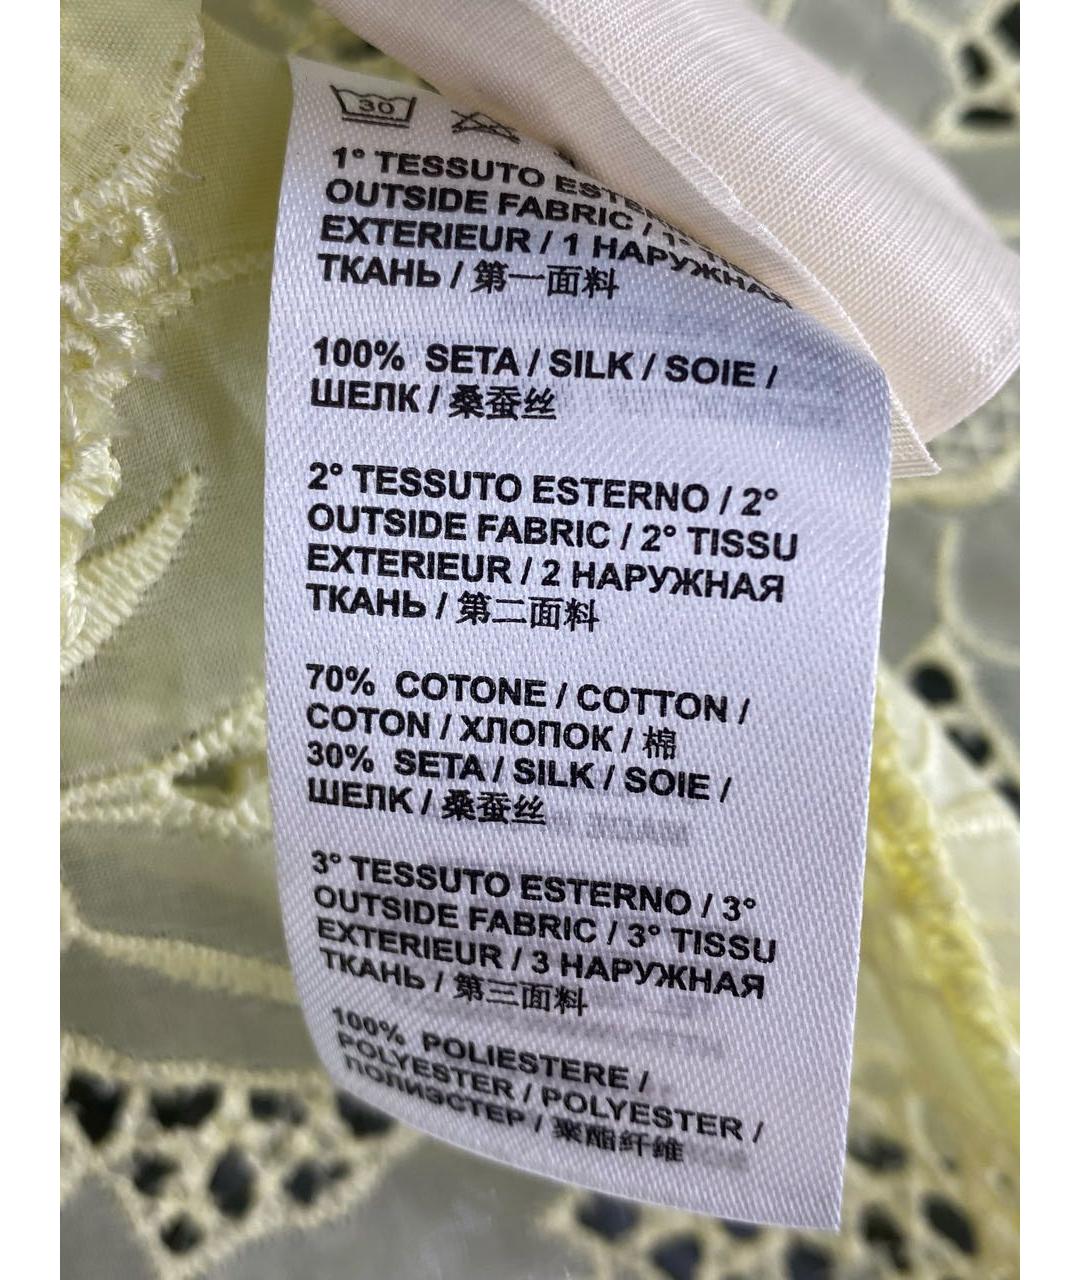 30
1° TESSUTO
OUTSIDE FABRIC / 1°
EXTERIEUR / 1 НАРУЖНАЯ
ТКАНЬ / 第一面料
100% SETA / SILK / SOIE /
ШЕЛК / 桑蚕丝
2° TESSUTO ESTERNO / 2°
OUTSIDE FABRIC / 2° TISSU
EXTERIEUR / 2 НАРУЖНАЯ
ТКАНЬ / 第二面料
70% COTONE / COTTON /
COTON / ХЛОПОК / 棉
30% SETA / SILK / SOIE /
ШЕЛК / 桑蚕丝
3° TESSUTO ESTERNO / 3°
OUTSIDE FABRIC / 3° TISSU
EXTERIEUR / 3 НАРУЖНАЯ
ТКАНЬ / 第三面料
100% POLIESTERE /
POLYESTER / POLYESTER /
ПОЛИЭСТЕР / 聚酯纤维